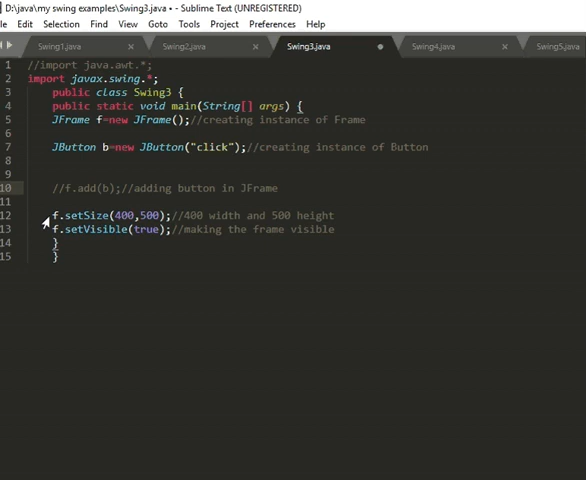 D:\java\my swing examples\Swing3.java • - Sublime Text (UNREGISTERED)
Edit Selection Find View Goto Tools Project Preferences Help
Swing1.java Swing2.java Swing3.java Swing4.java Swing5.java
1 //import java.awt.*;
2 import javax.swing.*;
3 public class Swing3 {
4 public static void main(String[] args) {
5 JFrame f=new JFrame();//creating instance of Frame
6
7 JButton b=new JButton("click");//creating instance of Button
8
9
10 //f.add(b);//adding button in JFrame
11
12 f.setSize(400,500);//400 width and 500 height
13 f.setVisible(true);//making the frame visible
14 }
15 }